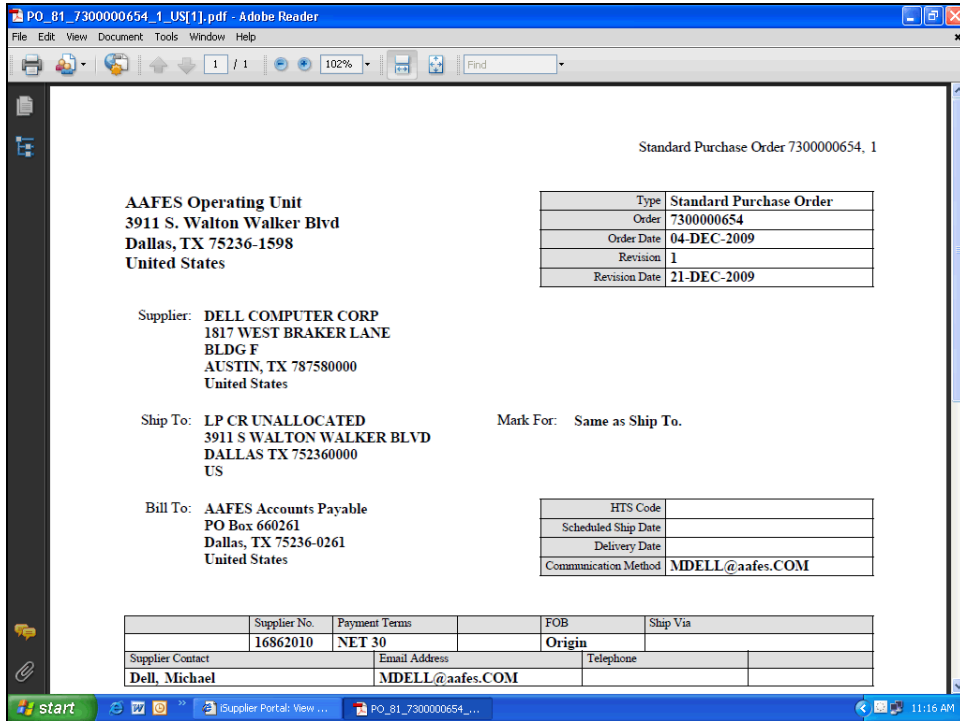 PO_81_7300000654_1_US[1].pdf - Adobe Reader
File Edit View Document Tools Window Help
1 / 1 102% Find
Standard Purchase Order 7300000654, 1
AAFES Operating Unit
3911 S. Walton Walker Blvd
Dallas, TX 75236-1598
United States
Type Standard Purchase Order
Order 7300000654
Order Date 04-DEC-2009
Revision 1
Revision Date 21-DEC-2009
Supplier: DELL COMPUTER CORP
1817 WEST BRAKER LANE
BLDG F
AUSTIN, TX 787580000
United States
Ship To: LP CR UNALLOCATED
3911 S WALTON WALKER BLVD
DALLAS TX 752360000
US
Mark For: Same as Ship To.
Bill To: AAFES Accounts Payable
PO Box 660261
Dallas, TX 75236-0261
United States
HTS Code
Scheduled Ship Date
Delivery Date
Communication Method MDELL@aafes.COM
Supplier No. Payment Terms FOB Ship Via
16862010 NET 30 Origin
Supplier Contact Email Address Telephone
Dell, Michael MDELL@aafes.COM
start iSupplier Portal: View ... PO_81_7300000654_... 11:16 AM